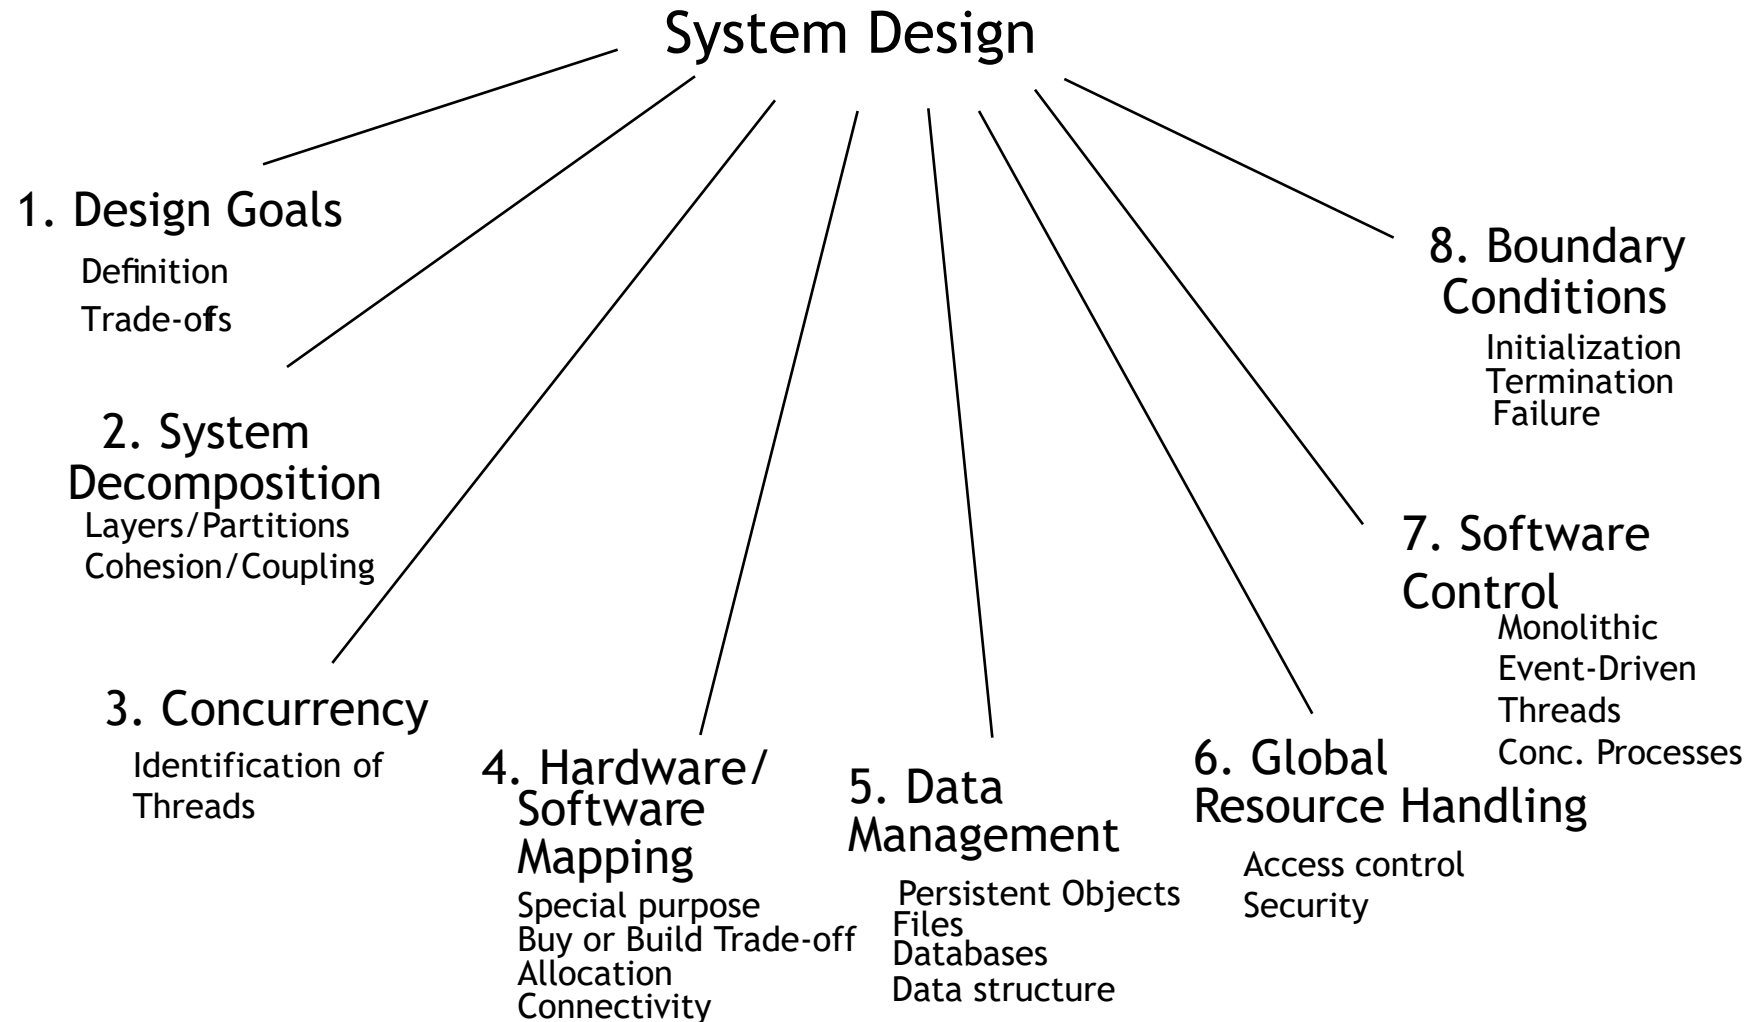 System Design
1. Design Goals
Definition
Trade-offs
2. System
Decomposition
Layers/Partitions
Cohesion/Coupling
3. Concurrency
Identification of
Threads
4. Hardware/
Software
Mapping
Special purpose
Buy or Build Trade-off
Allocation
Connectivity
5. Data
Management
Persistent Objects
Files
Databases
Data structure
6. Global
Resource Handling
Access control
Security
7. Software
Control
Monolithic
Event-Driven
Threads
Conc. Processes
8. Boundary
Conditions
Initialization
Termination
Failure